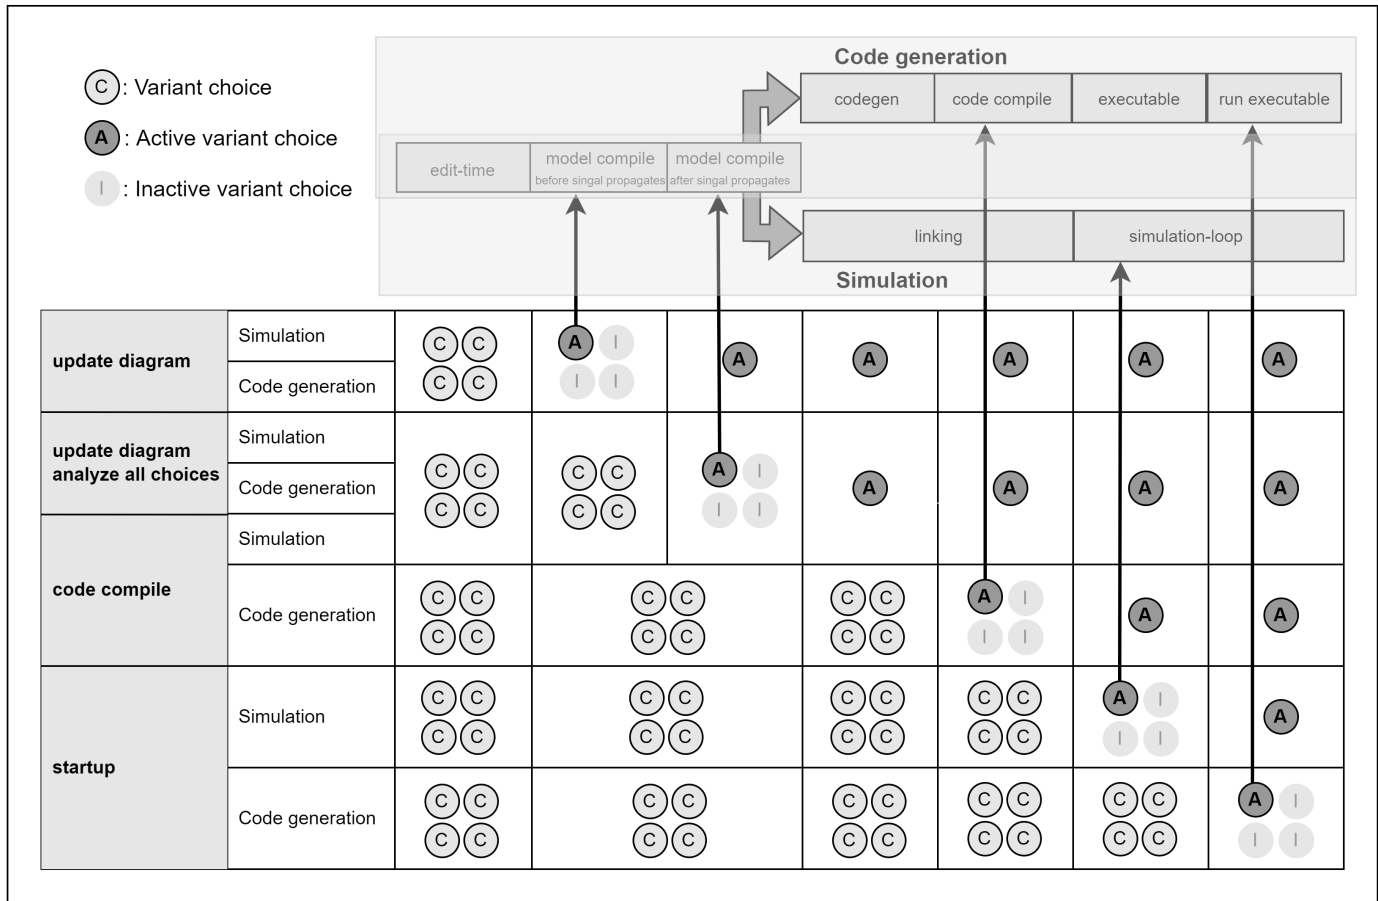 Code generation
C : Variant choice
A : Active variant choice
I : Inactive variant choice
codegen
code compile
executable
run executable
edit-time
model compile
before singal propagates
model compile
after singal propagates
linking
simulation-loop
Simulation
update diagram
Simulation
C C A I
A A A A A
Code generation
C C I I
update diagram
analyze all choices
Simulation
Code generation
C C C C A I
C C C C I I
A A A A
code compile
Simulation
Code generation
C C C C C C A I
C C C C C C I I
A A
startup
Simulation
C C C C C C C C A I
C C C C C C C C I I
A
Code generation
C C C C C C C C C C A I
C C C C C C C C C C I I